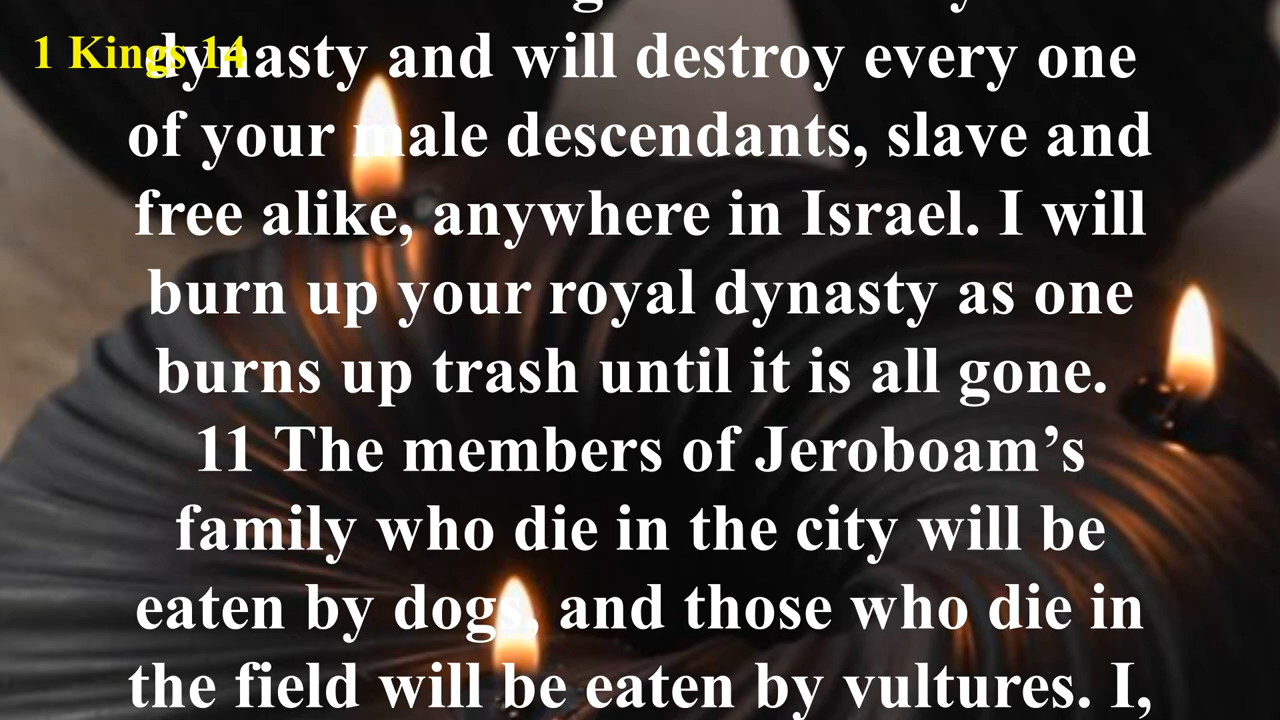 1 Kings 14
dynasty and will destroy every one
of your male descendants, slave and
free alike, anywhere in Israel. I will
burn up your royal dynasty as one
burns up trash until it is all gone.
11 The members of Jeroboam’s
family who die in the city will be
eaten by dogs, and those who die in
the field will be eaten by vultures. I,